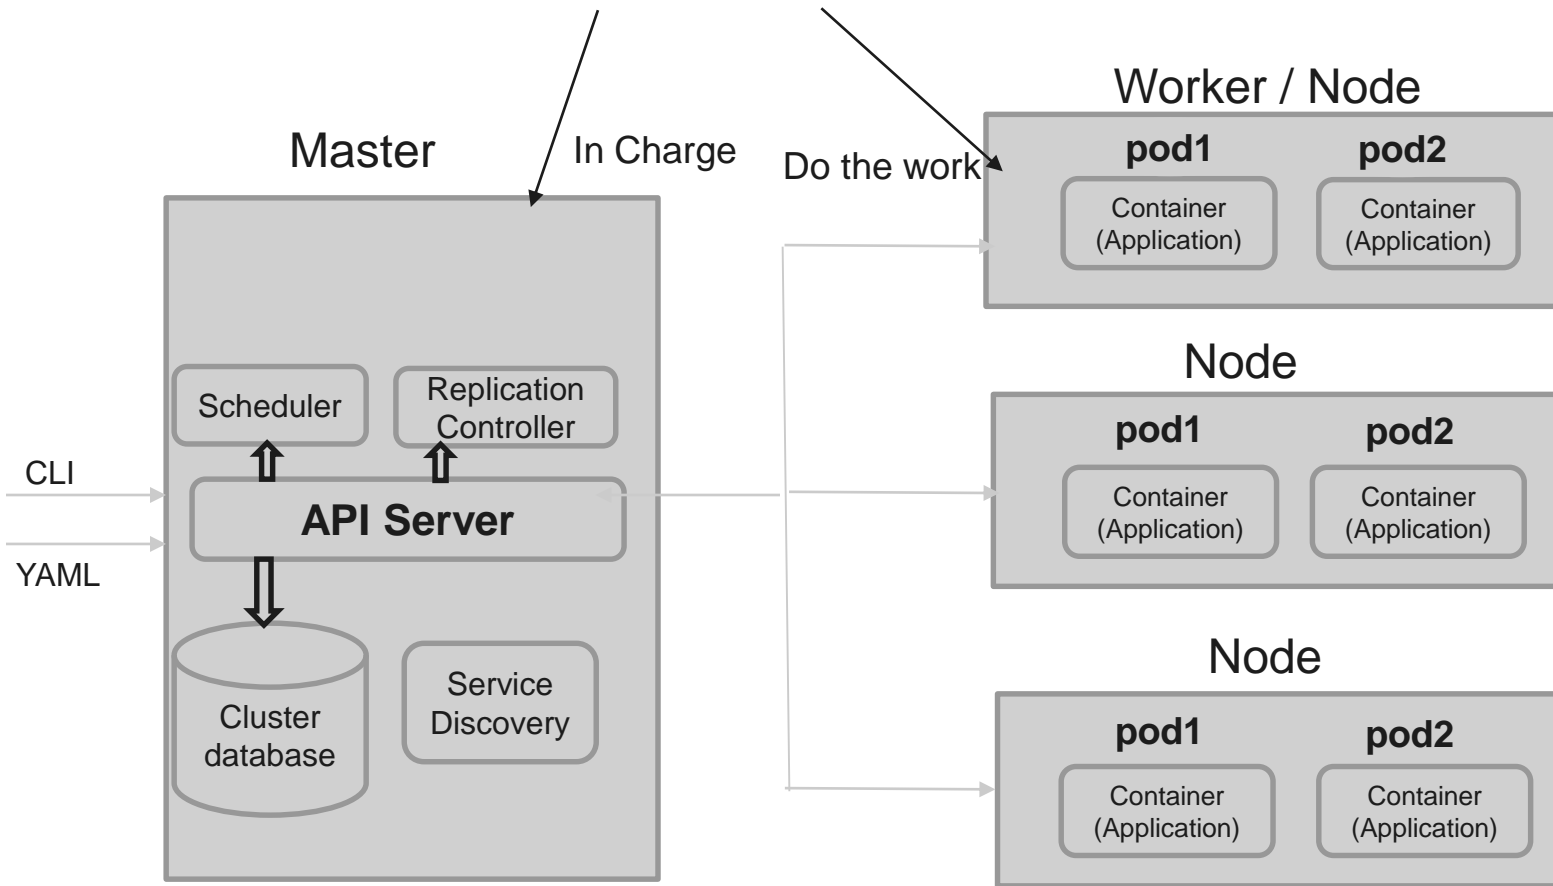 Master
In Charge
Do the work
Scheduler
Replication
Controller
CLI
API Server
YAML
Cluster
database
Service
Discovery
Worker / Node
pod1
pod2
Container
(Application)
Container
(Application)
Node
pod1
pod2
Container
(Application)
Container
(Application)
Node
pod1
pod2
Container
(Application)
Container
(Application)